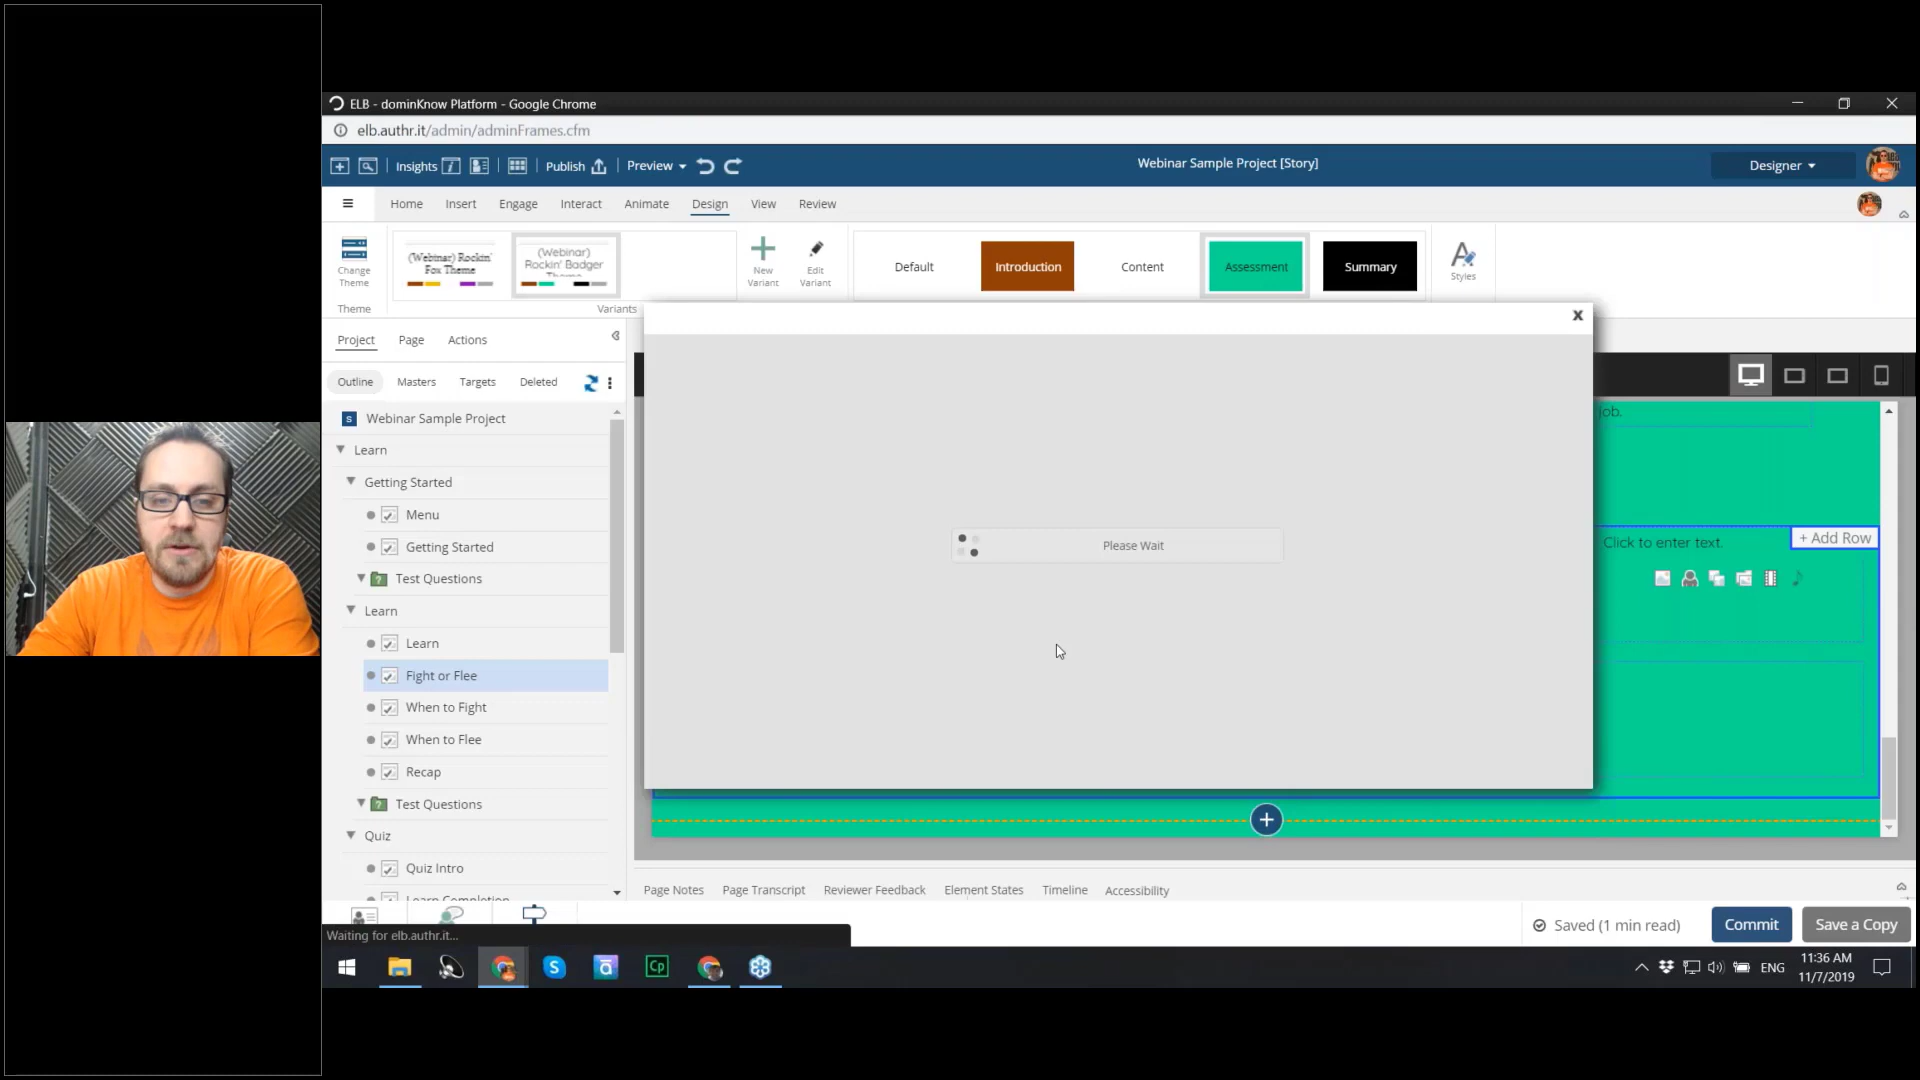 ELB - dominKnow Platform - Google Chrome
elb.authr.it/admin/adminFrames.cfm
Insights
Publish
Preview
Webinar Sample Project [Story]
Designer
Home Insert Engage Interact Animate Design View Review
Change Theme
(Webinar) Rockin' Fox Theme
(Webinar) Rockin' Badger
New Variant
Edit Variant
Default
Introduction
Content
Assessment
Summary
Styles
Theme
Variants
x
Project Page Actions
Outline Masters Targets Deleted
S Webinar Sample Project
Learn
Getting Started
Menu
Getting Started
Test Questions
Learn
Learn
Fight or Flee
When to Fight
When to Flee
Recap
Test Questions
Quiz
Quiz Intro
Learn Completion
job.
+ Add Row
Click to enter text.
Please Wait
Page Notes Page Transcript Reviewer Feedback Element States Timeline Accessibility
Waiting for elb.authr.it...
Saved (1 min read)
Commit
Save a Copy
Cp
ENG
11:36 AM
11/7/2019